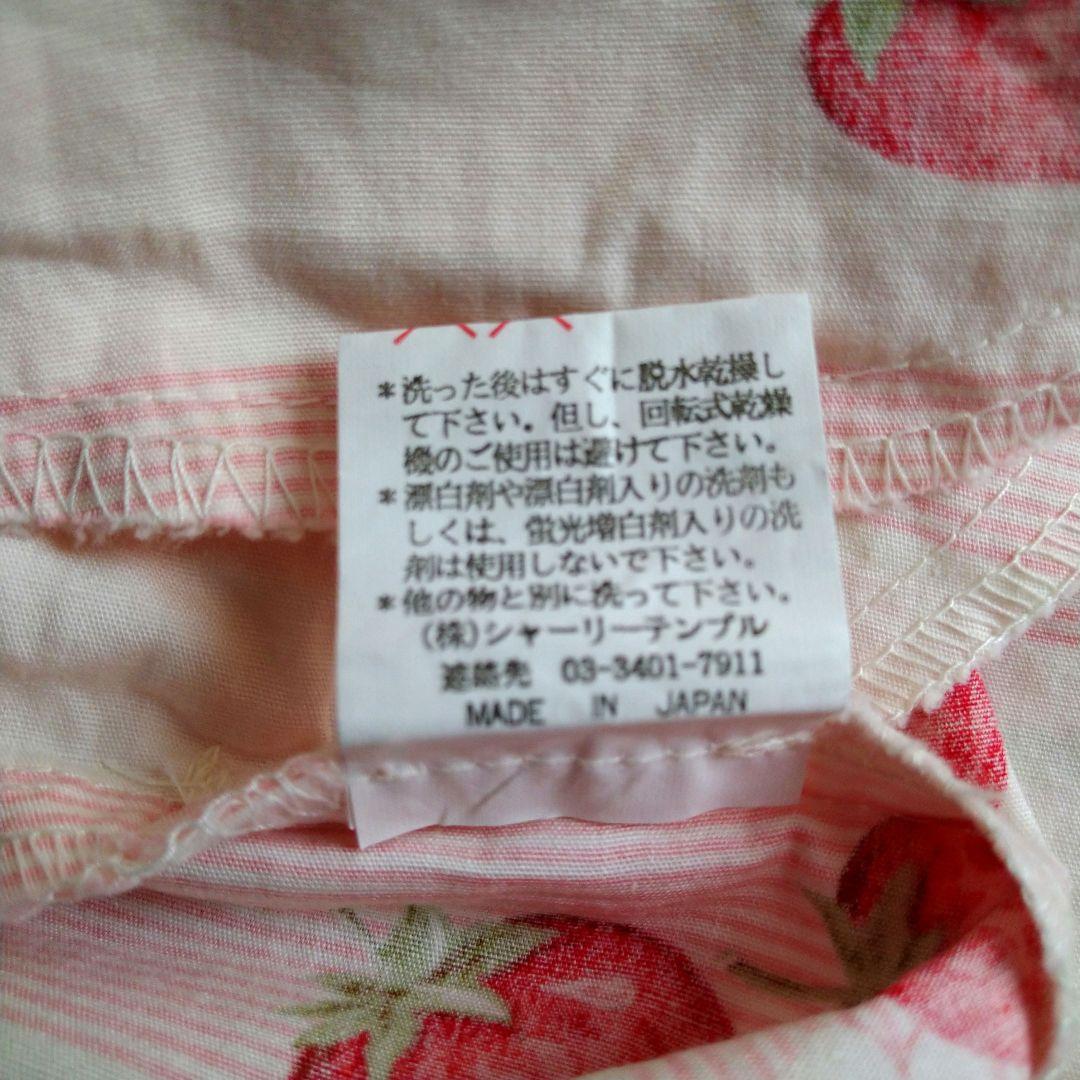 *洗った後はすぐに脱水乾操し
て下さい。但し、回転式乾燥
機のご使用は避けて下さい。
*漂白剤や漂白剤入りの洗剤も
しくは、蛍光増白剤入りの洗
剤は使用しないで下さい。
*他の物と別に洗って下さい。
(株)シャーリーテンプル
連絡先 03-3401-7911
MADE IN JAPAN